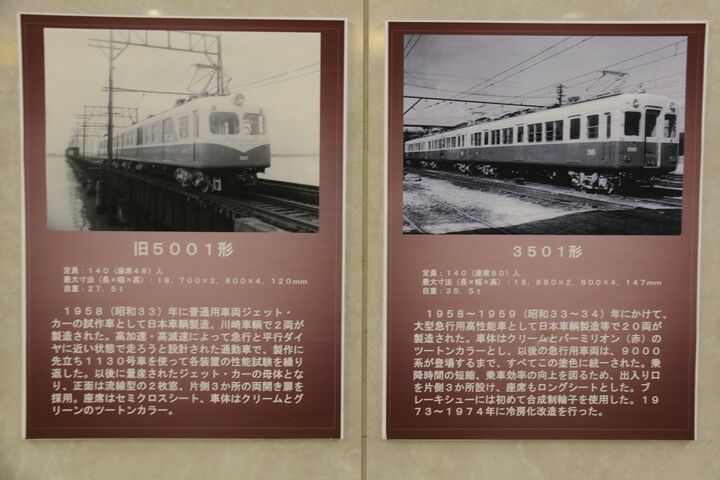 旧5001形
定員:140(座席48)人
最大寸法(長×幅×高):18,700×2,800×4,120mm
自重:27.5t
1958(昭和33)年に普通用車両ジェット・
カーの試作車として日本車輌製造、川崎車輌で2両が
製造された。高加速・高減速によって急行と平行ダイ
ヤに近い状態で走ろうと設計された通勤車で、製作に
先立ち1130号車を使って各装置の性能試験を繰り
返した。以後に量産されたジェット・カーの母体とな
り、正面は流線型の2枚窓、片側3か所の両開き扉を
採用。座席はセミクロスシート、車体はクリームとグ
リーンのツートンカラー。
3501形
定員:140(座席50)人
最大寸法(長×幅×高):18,880×2,800×4,147mm
自重:35.5t
1958~1959(昭和33~34)年にかけて、
大型急行用高性能車として日本車輌製造等で20両が
製造された。車体はクリームとバーミリオン(赤)の
ツートンカラーとし、以後の急行用車両は、9000
系が登場するまで、すべてこの塗色に統一された。乗
降時間の短縮、乗車効率の向上を図るため、出入り口
を片側3か所設け、座席もロングシートとした。ブ
レーキシューには初めて合成制輪子を使用した。19
73~1974年に冷房化改造を行った。